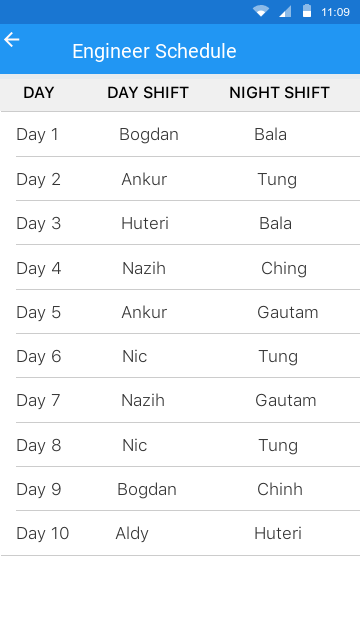 11:09
Engineer Schedule
DAY DAY SHIFT NIGHT SHIFT
Day 1 Bogdan Bala
Day 2 Ankur Tung
Day 3 Huteri Bala
Day 4 Nazih Ching
Day 5 Ankur Gautam
Day 6 Nic Tung
Day 7 Nazih Gautam
Day 8 Nic Tung
Day 9 Bogdan Chinh
Day 10 Aldy Huteri